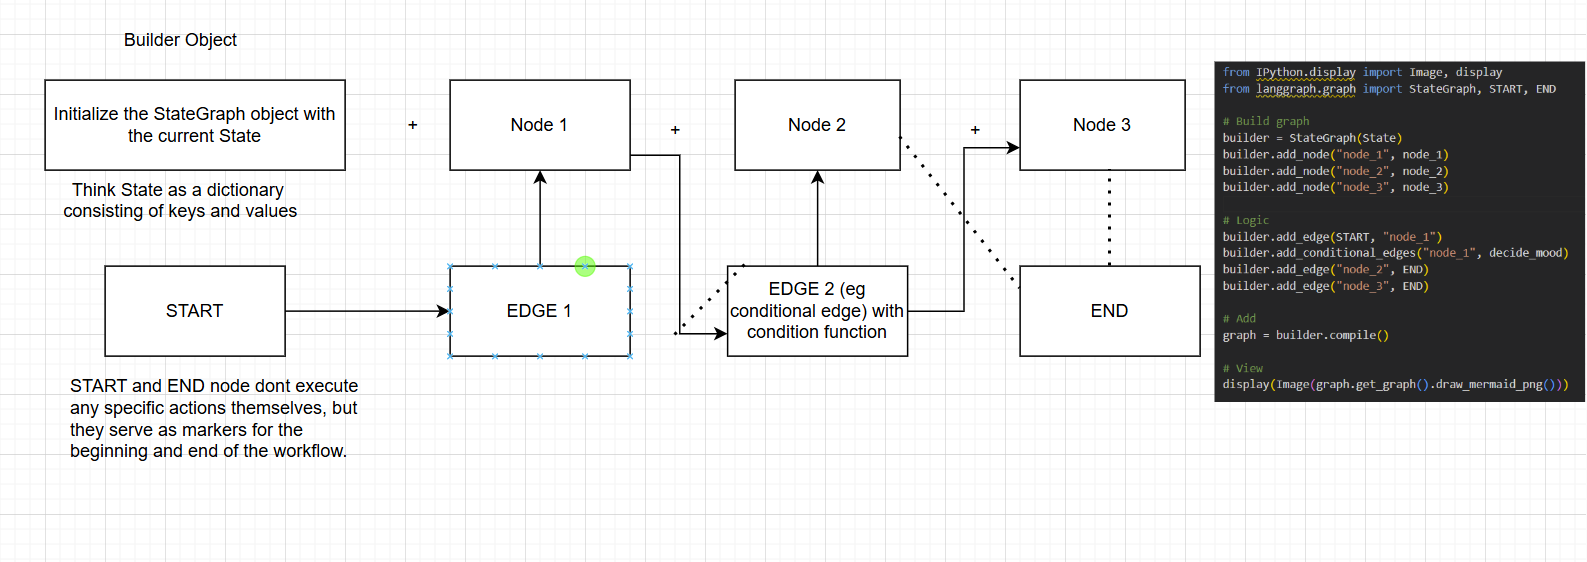 Builder Object
Initialize the StateGraph object with
the current State
+
Node 1
+
Node 2
+
Node 3
Think State as a dictionary
consisting of keys and values
START
EDGE 1
EDGE 2 (eg
conditional edge) with
condition function
END
START and END node dont execute
any specific actions themselves, but
they serve as markers for the
beginning and end of the workflow.
from IPython.display import Image, display
from langgraph.graph import StateGraph, START, END
# Build graph
builder = StateGraph(State)
builder.add_node("node_1", node_1)
builder.add_node("node_2", node_2)
builder.add_node("node_3", node_3)
# Logic
builder.add_edge(START, "node_1")
builder.add_conditional_edges("node_1", decide_mood)
builder.add_edge("node_2", END)
builder.add_edge("node_3", END)
# Add
graph = builder.compile()
# View
display(Image(graph.get_graph().draw_mermaid_png()))